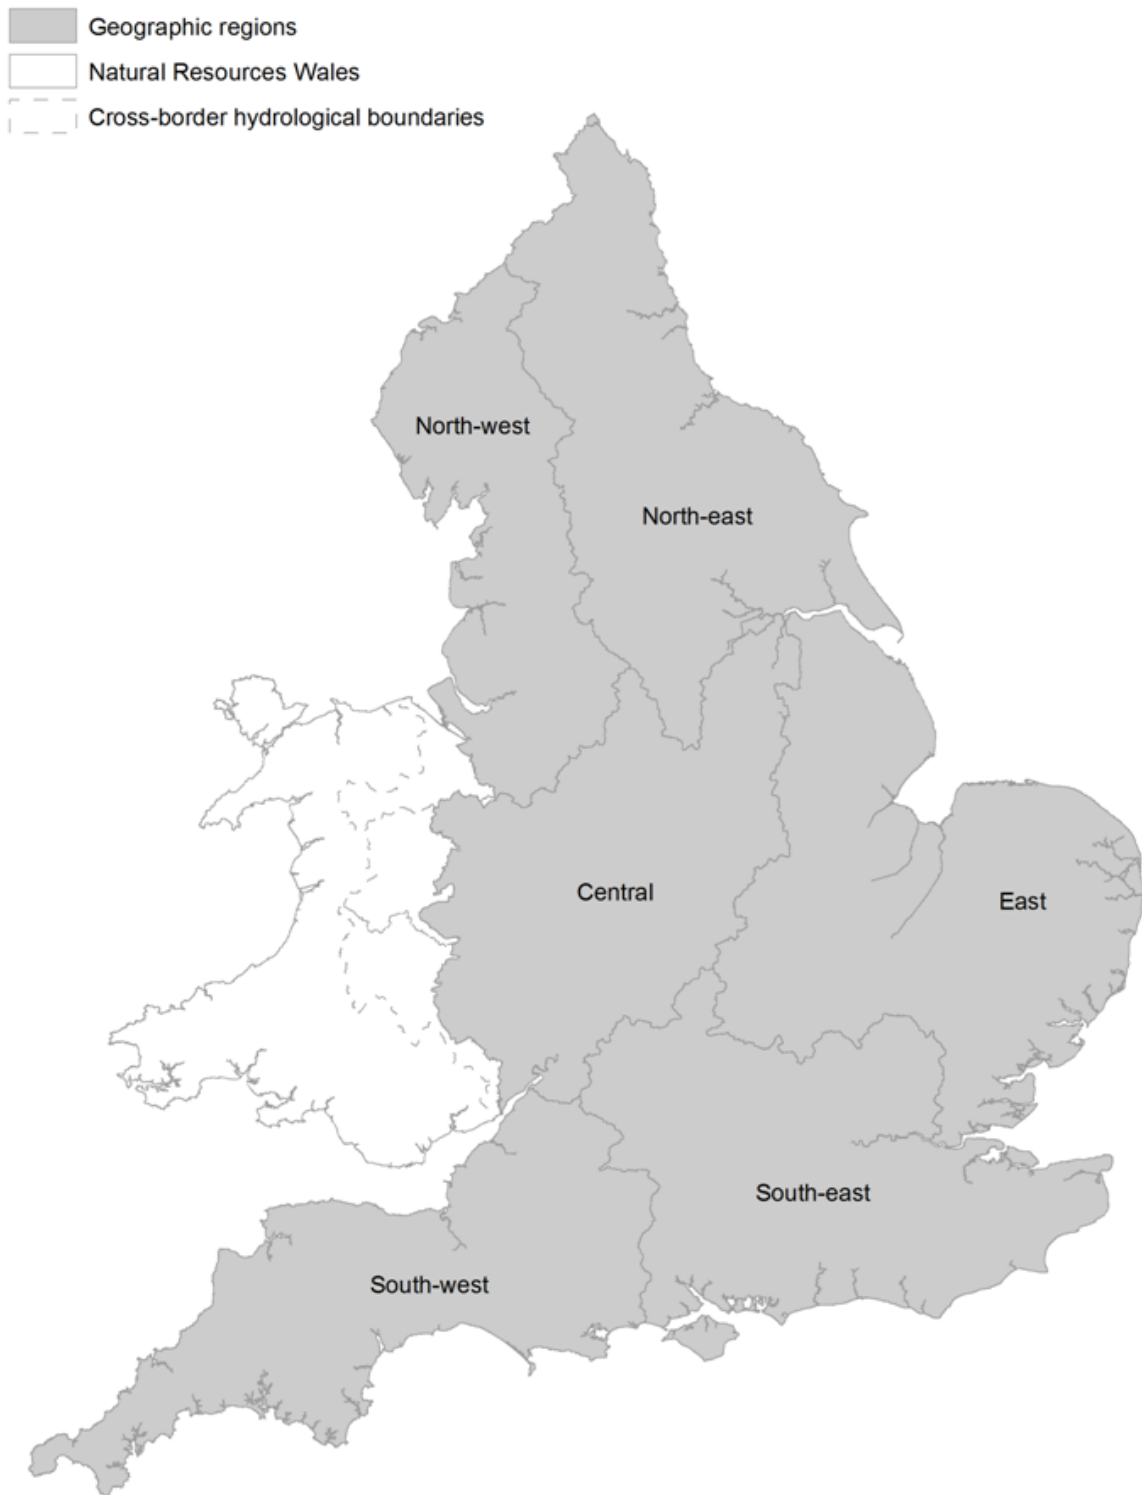 Geographic regions
Natural Resources Wales
Cross-border hydrological boundaries
North-west
North-east
Central
East
South-east
South-west